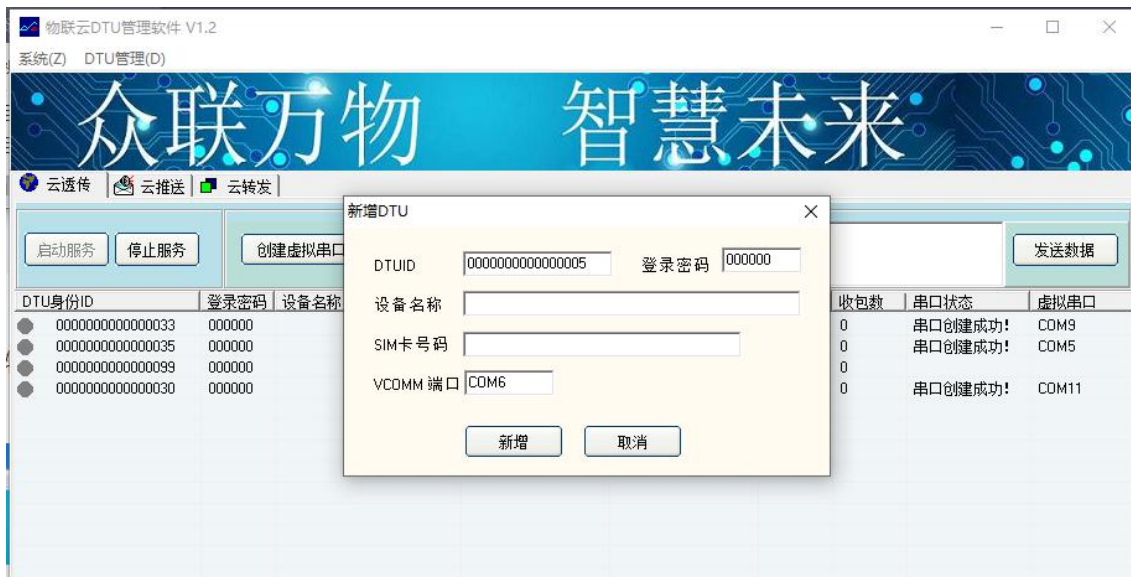 物联云DTU管理软件 V1.2
系统(Z) DTU管理(D)
众联万物 智慧未来
云透传 云推送 云转发
新增DTU
启动服务 停止服务 创建虚拟串口 发送数据
DTUID 0000000000000005 登录密码 000000
设备名称
SIM卡号码
VCOMM 端口 COM6
新增 取消
DTU身份ID 登录密码 设备名称 收包数 串口状态 虚拟串口
0000000000000033 000000 0 串口创建成功! COM9
0000000000000035 000000 0 串口创建成功! COM5
0000000000000099 000000 0
0000000000000030 000000 0 串口创建成功! COM11